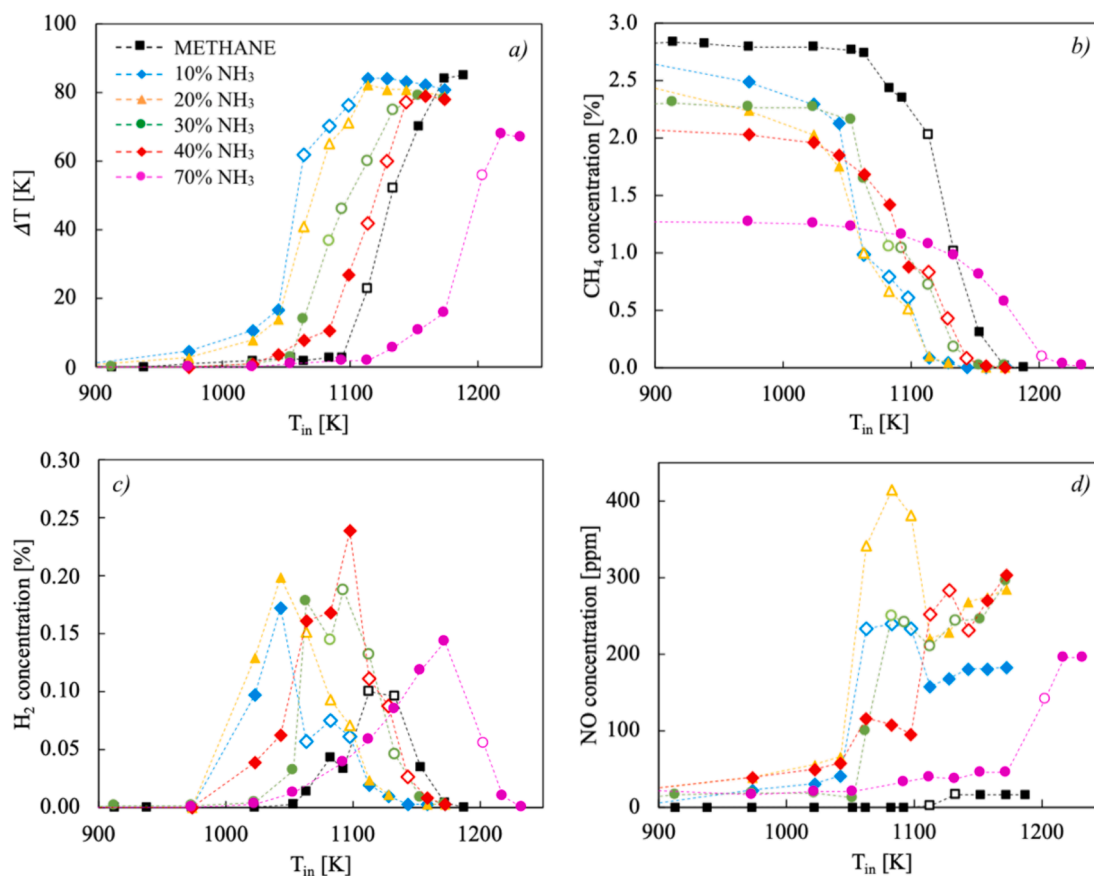 100
80
60
40
20
0
ΔT [K]
METHANE
10% NH₃
20% NH₃
30% NH₃
40% NH₃
70% NH₃
a)
900
1000
1100
1200
Tin [K]
3.0
2.5
2.0
1.5
1.0
0.5
0.0
CH₄ concentration [%]
b)
900
1000
1100
1200
Tin [K]
0.30
0.25
0.20
0.15
0.10
0.05
0.00
H₂ concentration [%]
c)
900
1000
1100
1200
Tin [K]
400
300
200
100
0
NO concentration [ppm]
d)
900
1000
1100
1200
Tin [K]